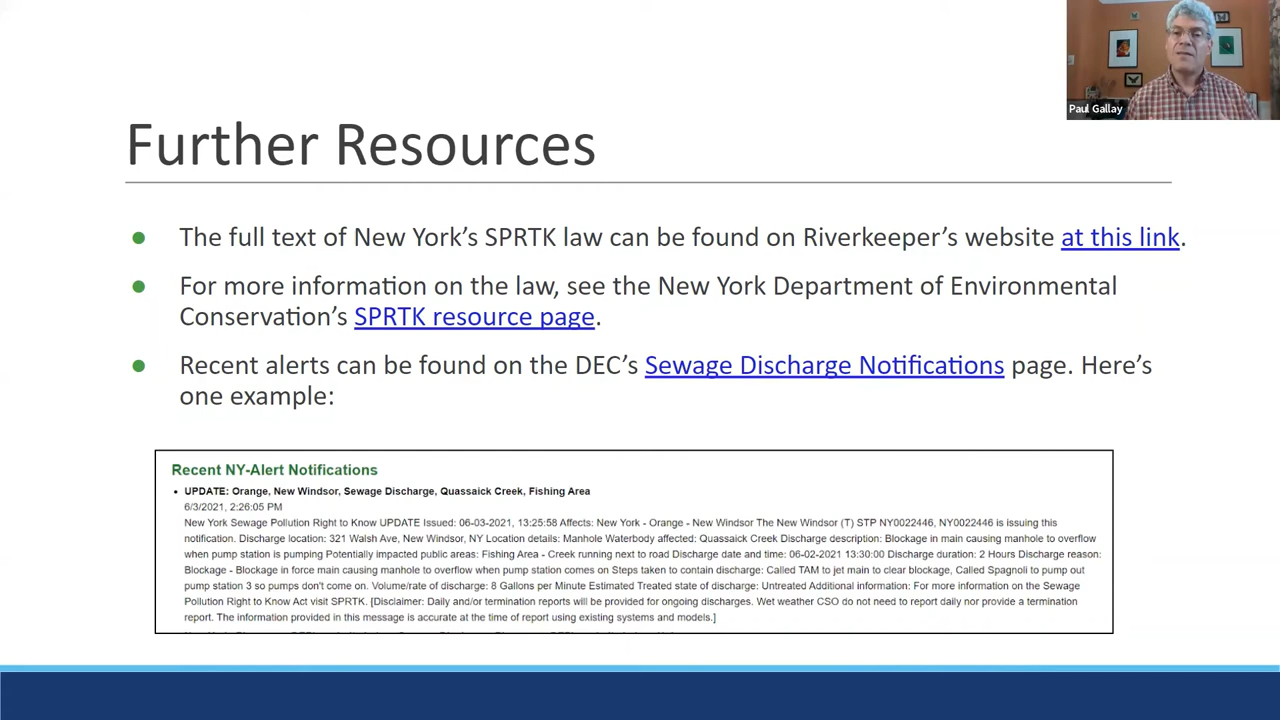 Paul Gallay
Further Resources
● The full text of New York's SPRTK law can be found on Riverkeeper's website at this link.
● For more information on the law, see the New York Department of Environmental
Conservation's SPRTK resource page.
● Recent alerts can be found on the DEC's Sewage Discharge Notifications page. Here's
one example:
Recent NY-Alert Notifications
• UPDATE: Orange, New Windsor, Sewage Discharge, Quassaick Creek, Fishing Area
6/3/2021, 2:26:05 PM
New York Sewage Pollution Right to Know UPDATE Issued: 06-03-2021, 13:25:58 Affects: New York - Orange - New Windsor The New Windsor (T) STP NY0022446, NY0022446 is issuing this
notification. Discharge location: 321 Walsh Ave, New Windsor, NY Location details: Manhole Waterbody affected: Quassaick Creek Discharge description: Blockage in main causing manhole to overflow
when pump station is pumping Potentially impacted public areas: Fishing Area - Creek running next to road Discharge date and time: 06-02-2021 13:30:00 Discharge duration: 2 Hours Discharge reason:
Blockage - Blockage in force main causing manhole to overflow when pump station comes on Steps taken to contain discharge: Called TAM to jet main to clear blockage, Called Spagnoli to pump out
pump station 3 so pumps don't come on. Volume/rate of discharge: 8 Gallons per Minute Estimated Treated state of discharge: Untreated Additional information: For more information on the Sewage
Pollution Right to Know Act visit SPRTK. [Disclaimer: Daily and/or termination reports will be provided for ongoing discharges. Wet weather CSO do not need to report daily nor provide a termination
report. The information provided in this message is accurate at the time of report using existing systems and models.]